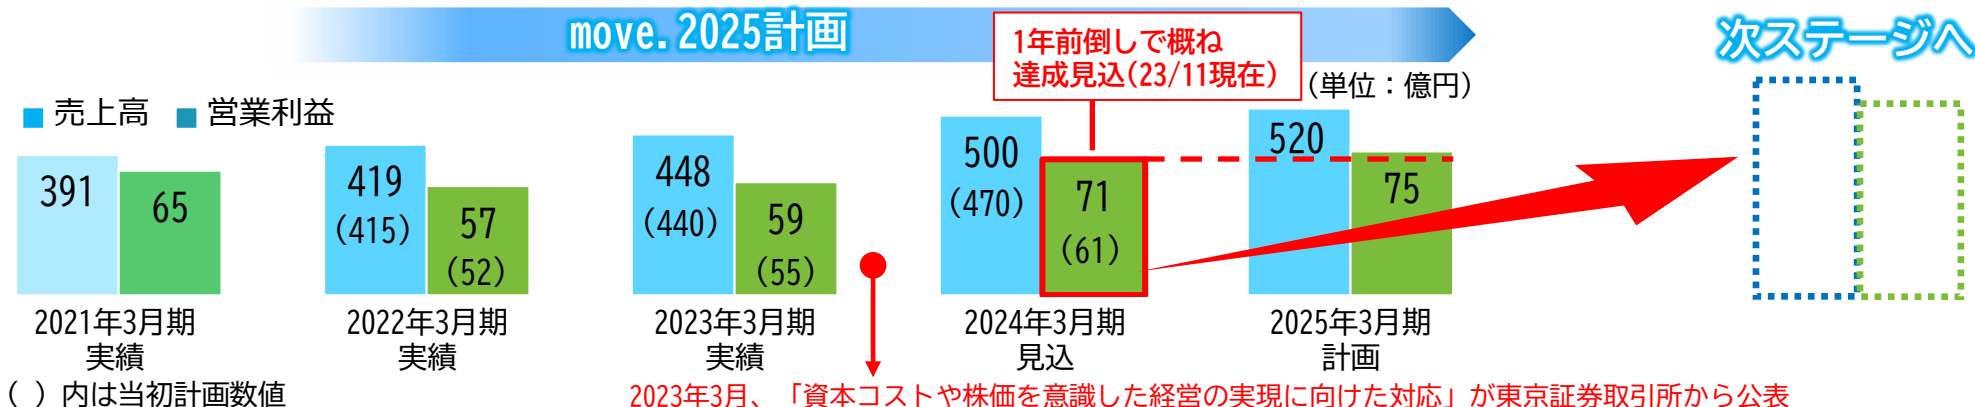 move.2025計画
次ステージへ
1年前倒しで概ね
達成見込(23/11現在)
(単位：億円)
売上高 営業利益
391
65
419
(415)
57
(52)
448
(440)
59
(55)
500
(470)
71
(61)
520
75
2021年3月期
実績
2022年3月期
実績
2023年3月期
実績
2024年3月期
見込
2025年3月期
計画
( ) 内は当初計画数値
2023年3月、「資本コストや株価を意識した経営の実現に向けた対応」が東京証券取引所から公表